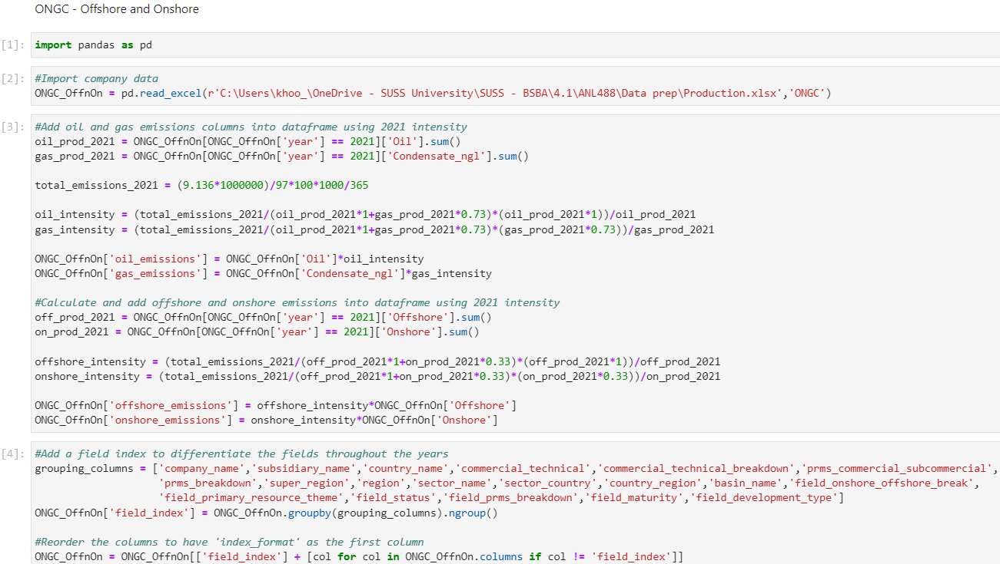 ONGC - Offshore and Onshore
[1]: import pandas as pd
[2]: #Import company data
ONGC_OffnOn = pd.read_excel(r'C:\Users\khoo_\OneDrive - SUSS University\SUSS - BSBA\4.1\ANL488\Data prep\Production.xlsx','ONGC')
[3]: #Add oil and gas emissions columns into dataframe using 2021 intensity
oil_prod_2021 = ONGC_OffnOn[ONGC_OffnOn['year'] == 2021]['Oil'].sum()
gas_prod_2021 = ONGC_OffnOn[ONGC_OffnOn['year'] == 2021]['Condensate_ngl'].sum()
total_emissions_2021 = (9.136*1000000)/97*100*1000/365
oil_intensity = (total_emissions_2021/(oil_prod_2021*1+gas_prod_2021*0.73)*(oil_prod_2021*1))/oil_prod_2021
gas_intensity = (total_emissions_2021/(oil_prod_2021*1+gas_prod_2021*0.73)*(gas_prod_2021*0.73))/gas_prod_2021
ONGC_OffnOn['oil_emissions'] = ONGC_OffnOn['Oil']*oil_intensity
ONGC_OffnOn['gas_emissions'] = ONGC_OffnOn['Condensate_ngl']*gas_intensity
#Calculate and add offshore and onshore emissions into dataframe using 2021 intensity
off_prod_2021 = ONGC_OffnOn[ONGC_OffnOn['year'] == 2021]['Offshore'].sum()
on_prod_2021 = ONGC_OffnOn[ONGC_OffnOn['year'] == 2021]['Onshore'].sum()
offshore_intensity = (total_emissions_2021/(off_prod_2021*1+on_prod_2021*0.33)*(off_prod_2021*1))/off_prod_2021
onshore_intensity = (total_emissions_2021/(off_prod_2021*1+on_prod_2021*0.33)*(on_prod_2021*0.33))/on_prod_2021
ONGC_OffnOn['offshore_emissions'] = offshore_intensity*ONGC_OffnOn['Offshore']
ONGC_OffnOn['onshore_emissions'] = onshore_intensity*ONGC_OffnOn['Onshore']
[4]: #Add a field index to differentiate the fields throughout the years
grouping_columns = ['company_name','subsidiary_name','country_name','commercial_technical','commercial_technical_breakdown','prms_commercial_subcommercial',
'prms_breakdown','super_region','region','sector_name','sector_country','country_region','basin_name','field_onshore_offshore_break',
'field_primary_resource_theme','field_status','field_prms_breakdown','field_maturity','field_development_type']
ONGC_OffnOn['field_index'] = ONGC_OffnOn.groupby(grouping_columns).ngroup()
#Reorder the columns to have 'index_format' as the first column
ONGC_OffnOn = ONGC_OffnOn[['field_index'] + [col for col in ONGC_OffnOn.columns if col != 'field_index']]